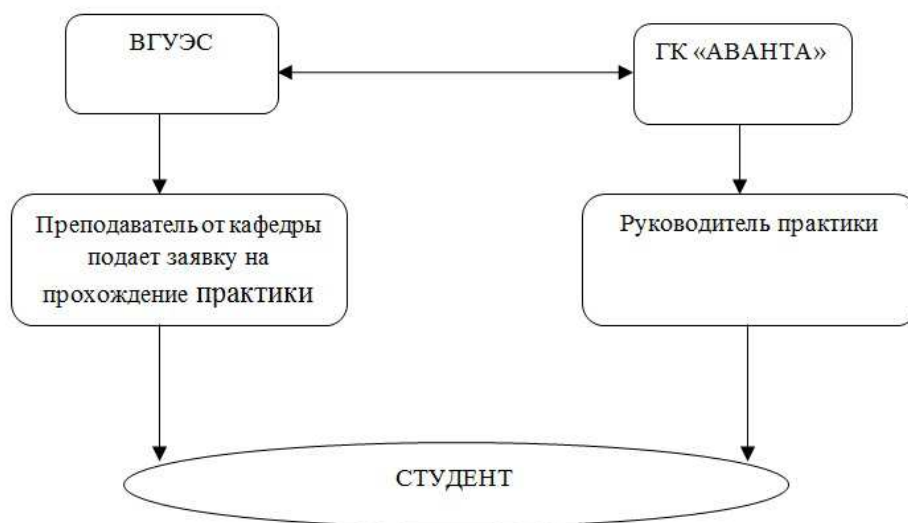 ВГУЭС
ГК «АВАНТА»
Преподаватель от кафедры
подает заявку на
прохождение практики
Руководитель практики
СТУДЕНТ